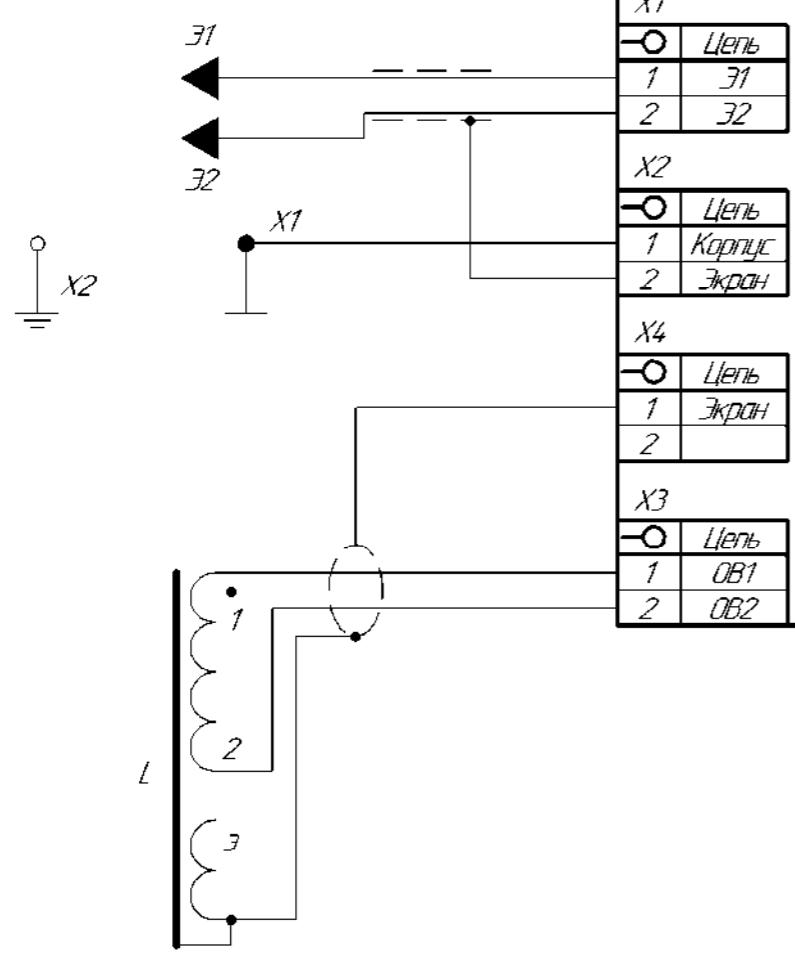 X1
Э1
Цепь
1 Э1
2 Э2
Э2
X2
Цепь
X1
1 Корпус
2 Экран
X2
X4
Цепь
1 Экран
2
X3
Цепь
1 ОВ1
2 ОВ2
1
2
L
3